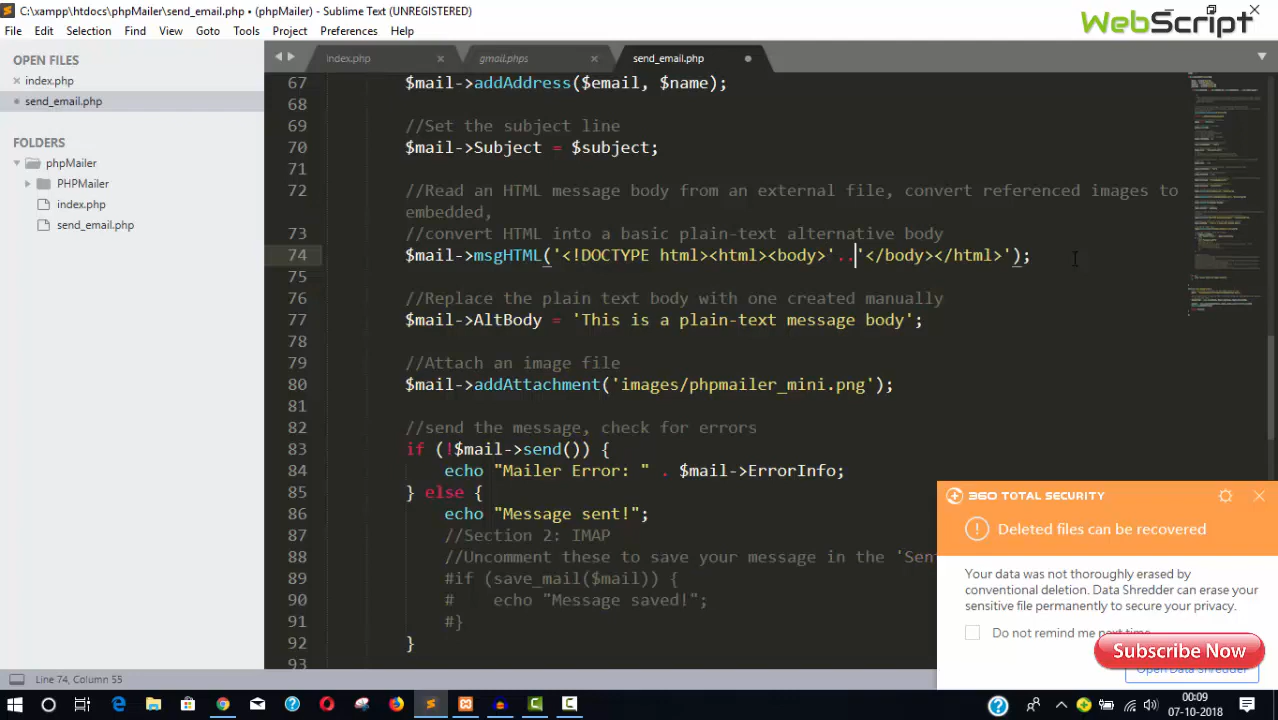 C:\xampp\htdocs\phpMailer\send_email.php • (phpMailer) - Sublime Text (UNREGISTERED)
WebScript
File Edit Selection Find View Goto Tools Project Preferences Help
OPEN FILES
index.php
send_email.php
FOLDERS
phpMailer
PHPMailer
index.php
send_email.php
index.php gmail.phps send_email.php
67 $mail->addAddress($email, $name);
68
69 //Set the subject line
70 $mail->Subject = $subject;
71
72 //Read an HTML message body from an external file, convert referenced images to
embedded,
73 //convert HTML into a basic plain-text alternative body
74 $mail->msgHTML('<!DOCTYPE html><html><body>'..'</body></html>');
75
76 //Replace the plain text body with one created manually
77 $mail->AltBody = 'This is a plain-text message body';
78
79 //Attach an image file
80 $mail->addAttachment('images/phpmailer_mini.png');
81
82 //send the message, check for errors
83 if (!$mail->send()) {
84 echo "Mailer Error: " . $mail->ErrorInfo;
85 } else {
86 echo "Message sent!";
87 //Section 2: IMAP
88 //Uncomment these to save your message in the 'Sent
89 #if (save_mail($mail)) {
90 # echo "Message saved!";
91 #}
92 }
93
360 TOTAL SECURITY
Deleted files can be recovered
Your data was not thoroughly erased by
conventional deletion. Data Shredder can erase your
sensitive file permanently to secure your privacy.
Do not remind me next time
Subscribe Now
Open Data Shredder
Line 74, Column 55
00:09
07-10-2018